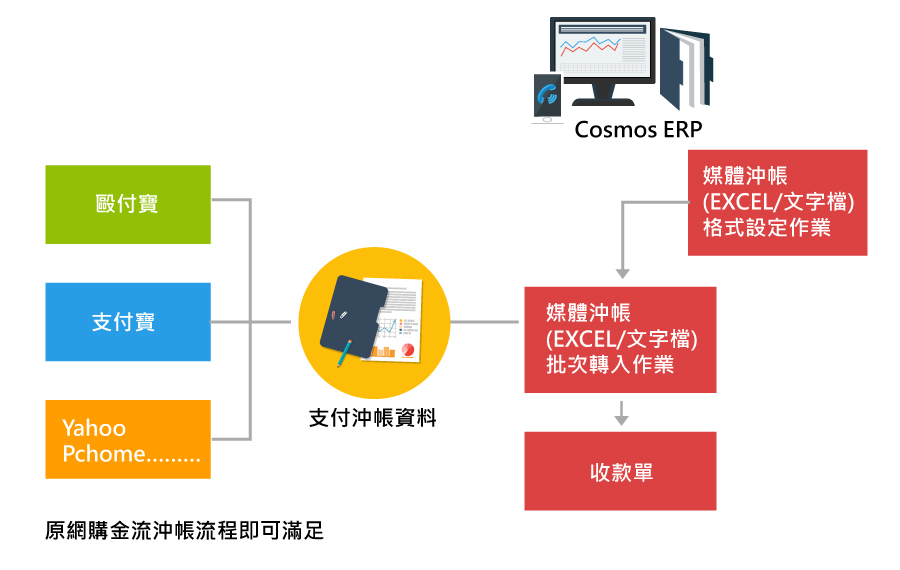 Cosmos ERP
毆付寶
支付寶
Yahoo
Pchome.........
支付沖帳資料
媒體沖帳
(EXCEL/文字檔)
格式設定作業
媒體沖帳
(EXCEL/文字檔)
批次轉入作業
收款單
原網購金流沖帳流程即可滿足